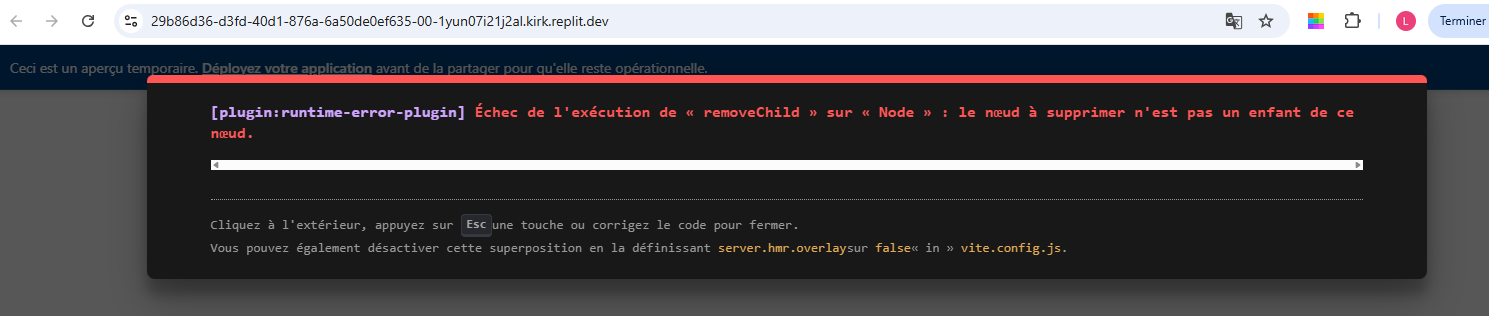 29b86d36-d3fd-40d1-876a-6a50de0ef635-00-1yun07i21j2al.kirk.replit.dev
L
Terminer
Ceci est un aperçu temporaire. Déployez votre application avant de la partager pour qu'elle reste opérationnelle.
[plugin:runtime-error-plugin] Échec de l'exécution de « removeChild » sur « Node » : le nœud à supprimer n'est pas un enfant de ce
nœud.
Cliquez à l'extérieur, appuyez sur Esc une touche ou corrigez le code pour fermer.
Vous pouvez également désactiver cette superposition en la définissant server.hmr.overlaysur false« in » vite.config.js.